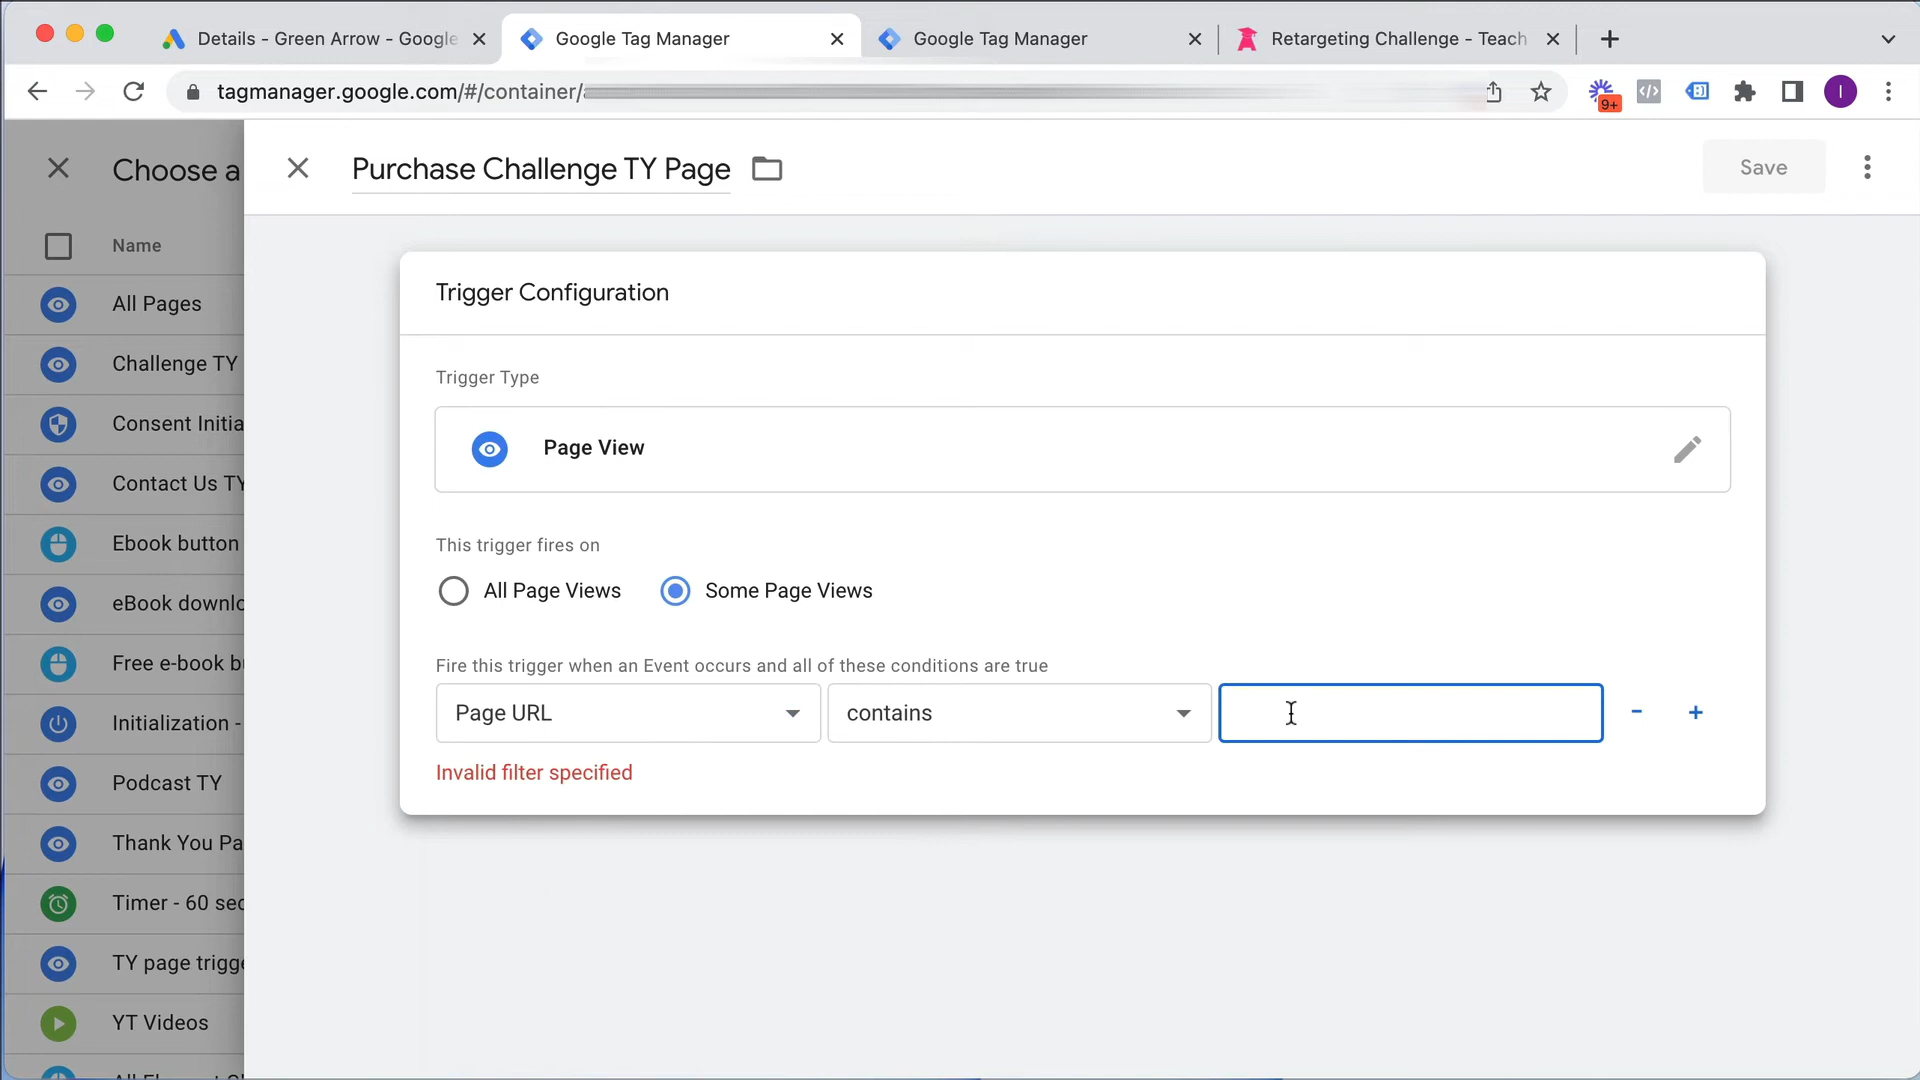 Details - Green Arrow - Google
Google Tag Manager
Google Tag Manager
Retargeting Challenge - Teach
tagmanager.google.com/#/container/
9+
I
Choose a
Purchase Challenge TY Page
Save
Name
All Pages
Challenge TY
Consent Initia
Contact Us TY
Ebook button
eBook downlo
Free e-book b
Initialization -
Podcast TY
Thank You Pa
Timer - 60 sec
TY page trigge
YT Videos
Trigger Configuration
Trigger Type
Page View
This trigger fires on
All Page Views
Some Page Views
Fire this trigger when an Event occurs and all of these conditions are true
Page URL
contains
- +
Invalid filter specified